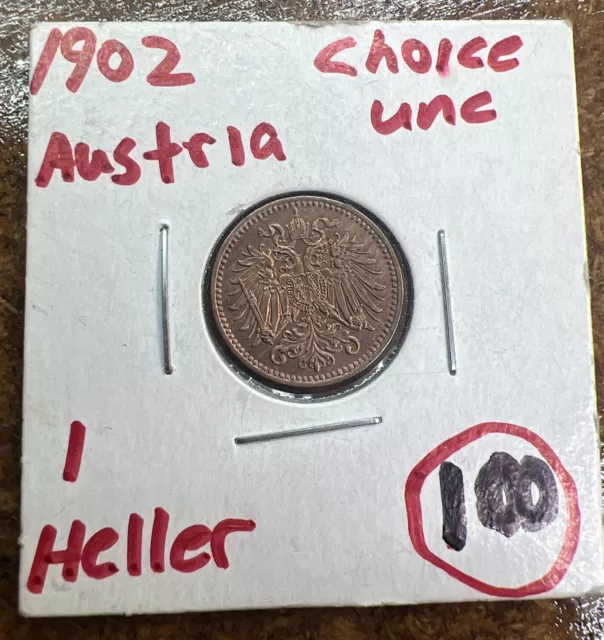 1902 Choice
Austria unc
1
Heller 100